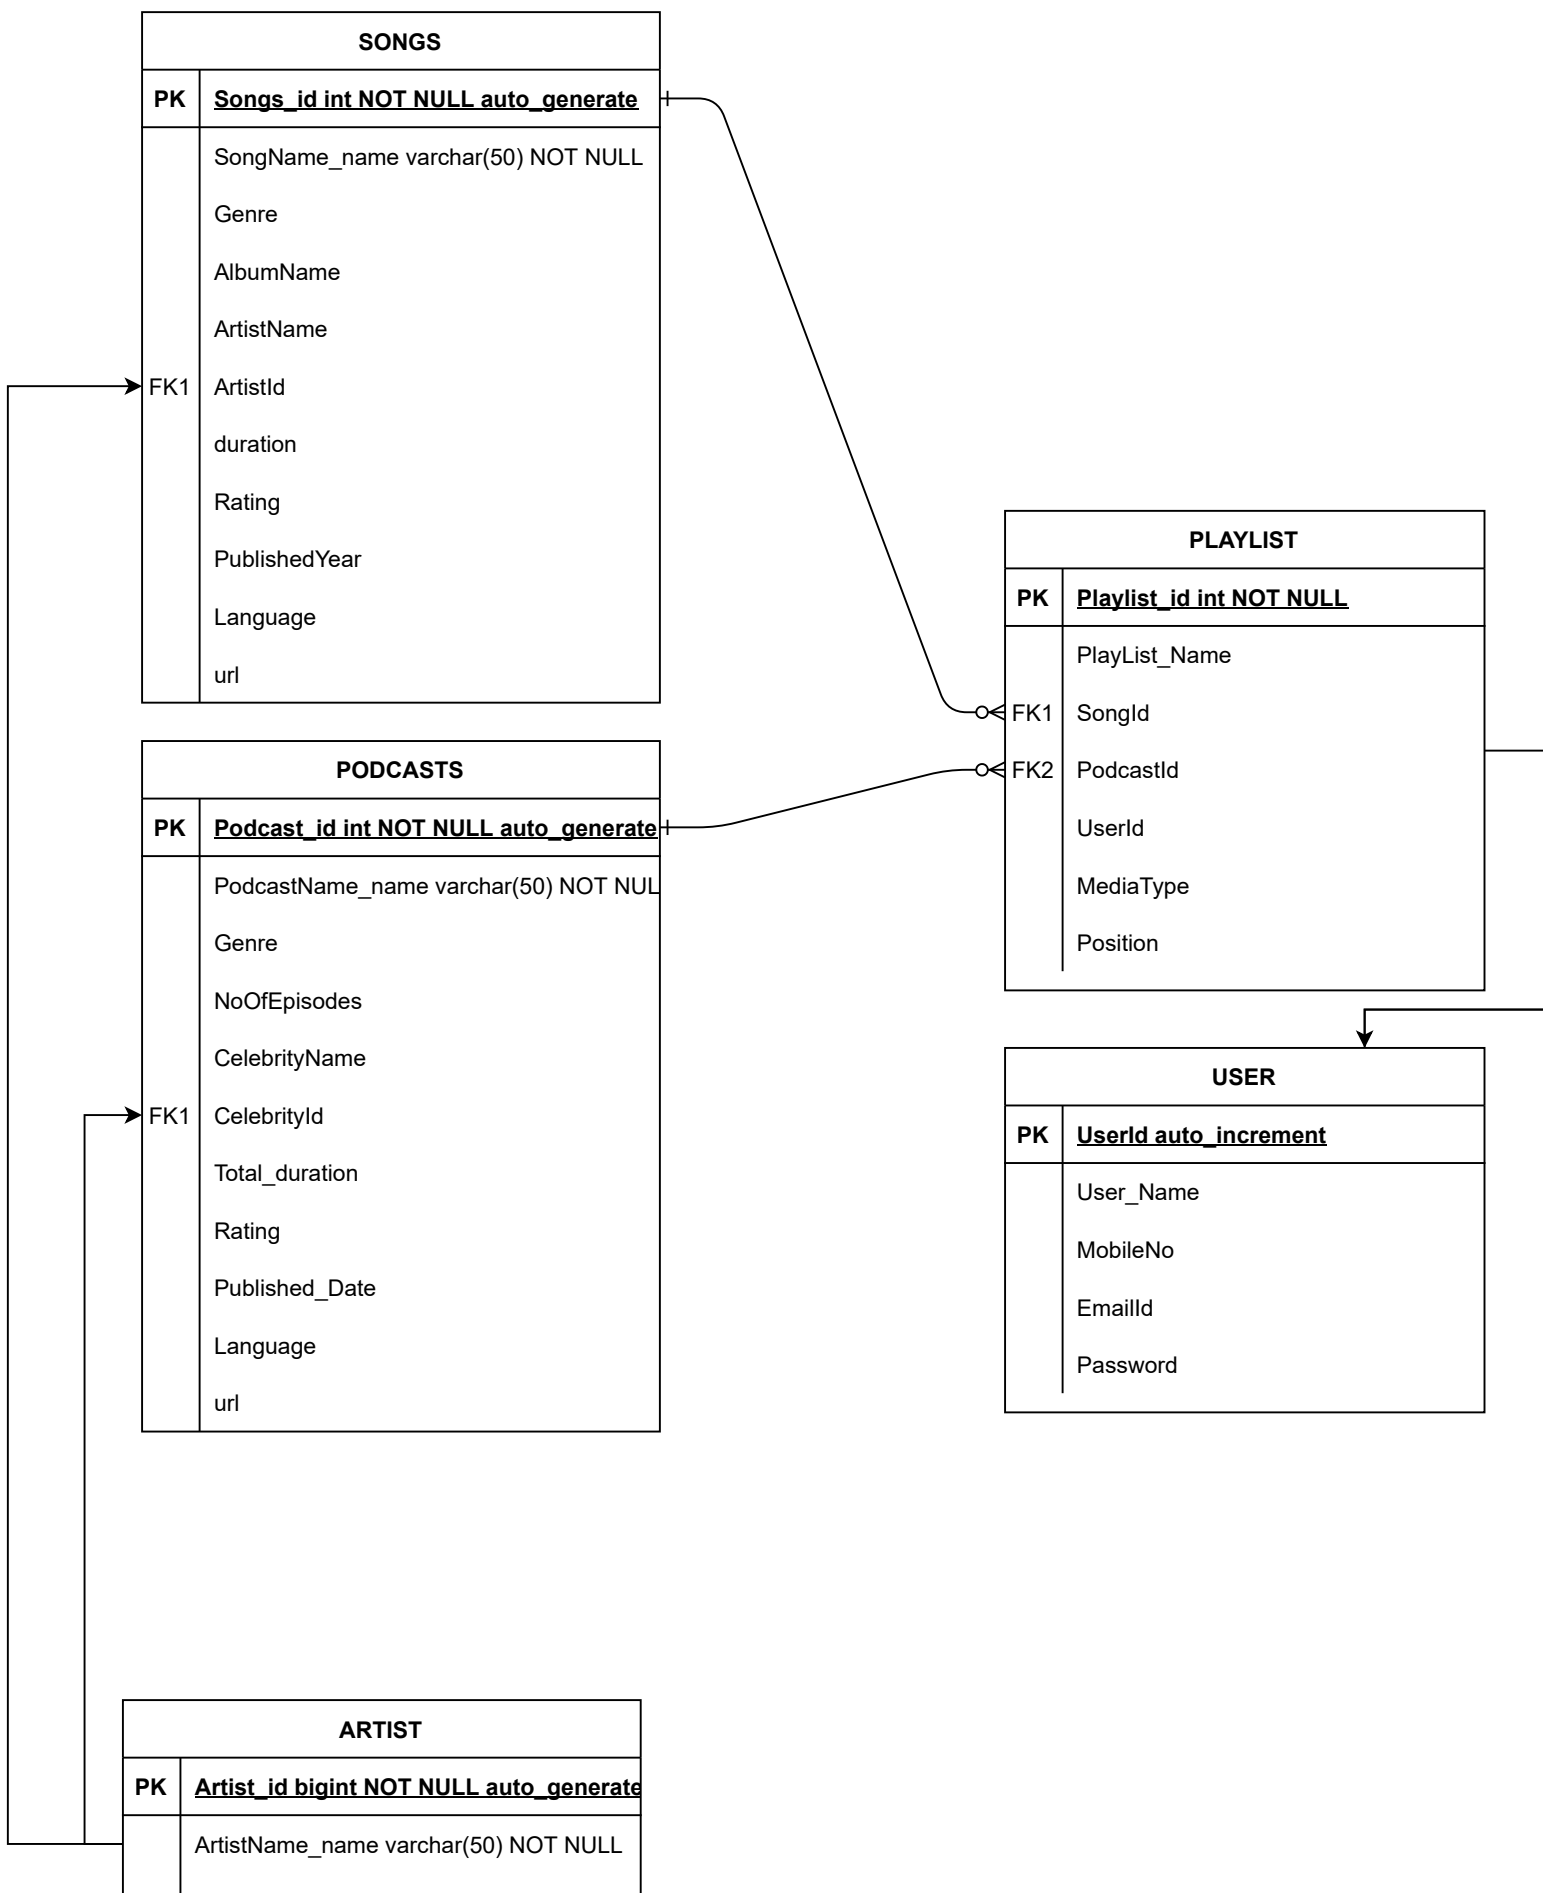 SONGS
PK Songs_id int NOT NULL auto_generate
SongName_name varchar(50) NOT NULL
Genre
AlbumName
ArtistName
FK1 ArtistId
duration
Rating
PublishedYear
Language
url
PODCASTS
PK Podcast_id int NOT NULL auto_generate
PodcastName_name varchar(50) NOT NUL
Genre
NoOfEpisodes
CelebrityName
FK1 CelebrityId
Total_duration
Rating
Published_Date
Language
url
PLAYLIST
PK Playlist_id int NOT NULL
PlayList_Name
FK1 SongId
FK2 PodcastId
UserId
MediaType
Position
USER
PK UserId auto_increment
User_Name
MobileNo
EmailId
Password
ARTIST
PK Artist_id bigint NOT NULL auto_generate
ArtistName_name varchar(50) NOT NULL